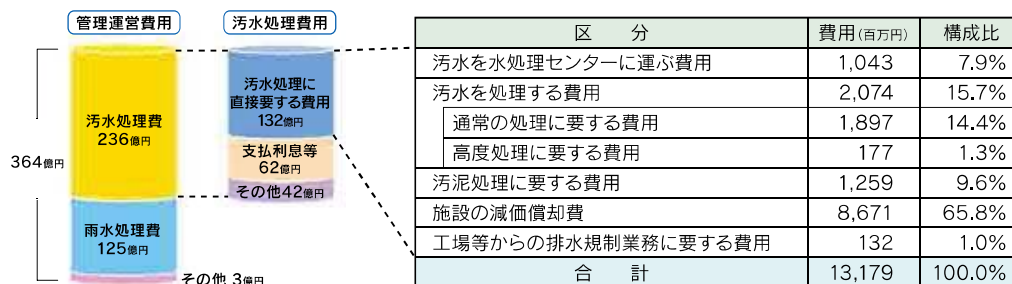 管理運営費用
汚水処理費用
364億円
汚水処理費
236億円
雨水処理費
125億円
その他 3億円
汚水処理に
直接要する費用
132億円
支払利息等
62億円
その他42億円
区 分 費用(百万円) 構成比
汚水を水処理センターに運ぶ費用 1,043 7.9%
汚水を処理する費用 2,074 15.7%
通常の処理に要する費用 1,897 14.4%
高度処理に要する費用 177 1.3%
汚泥処理に要する費用 1,259 9.6%
施設の減価償却費 8,671 65.8%
工場等からの排水規制業務に要する費用 132 1.0%
合 計 13,179 100.0%